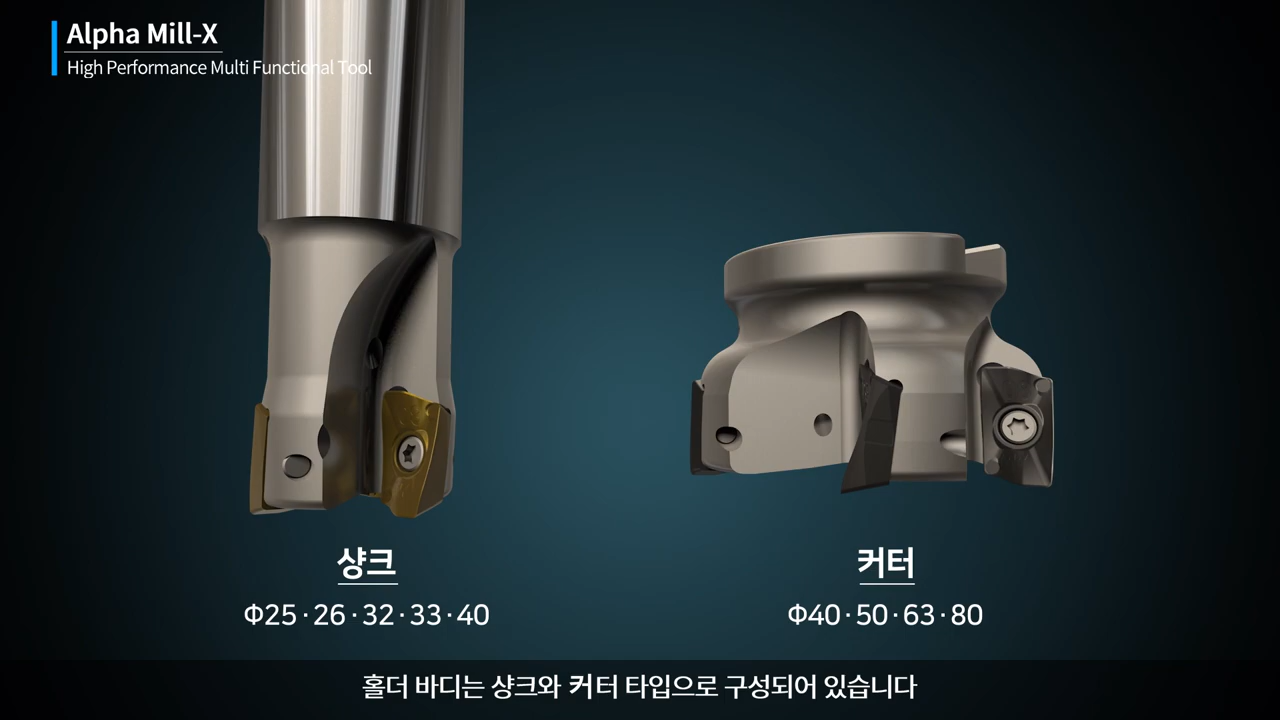 Alpha Mill-X
High Performance Multi Functional Tool
샹크
Φ25·26·32·33·40
커터
Φ40·50·63·80
홀더 바디는 샹크와 커터 타입으로 구성되어 있습니다